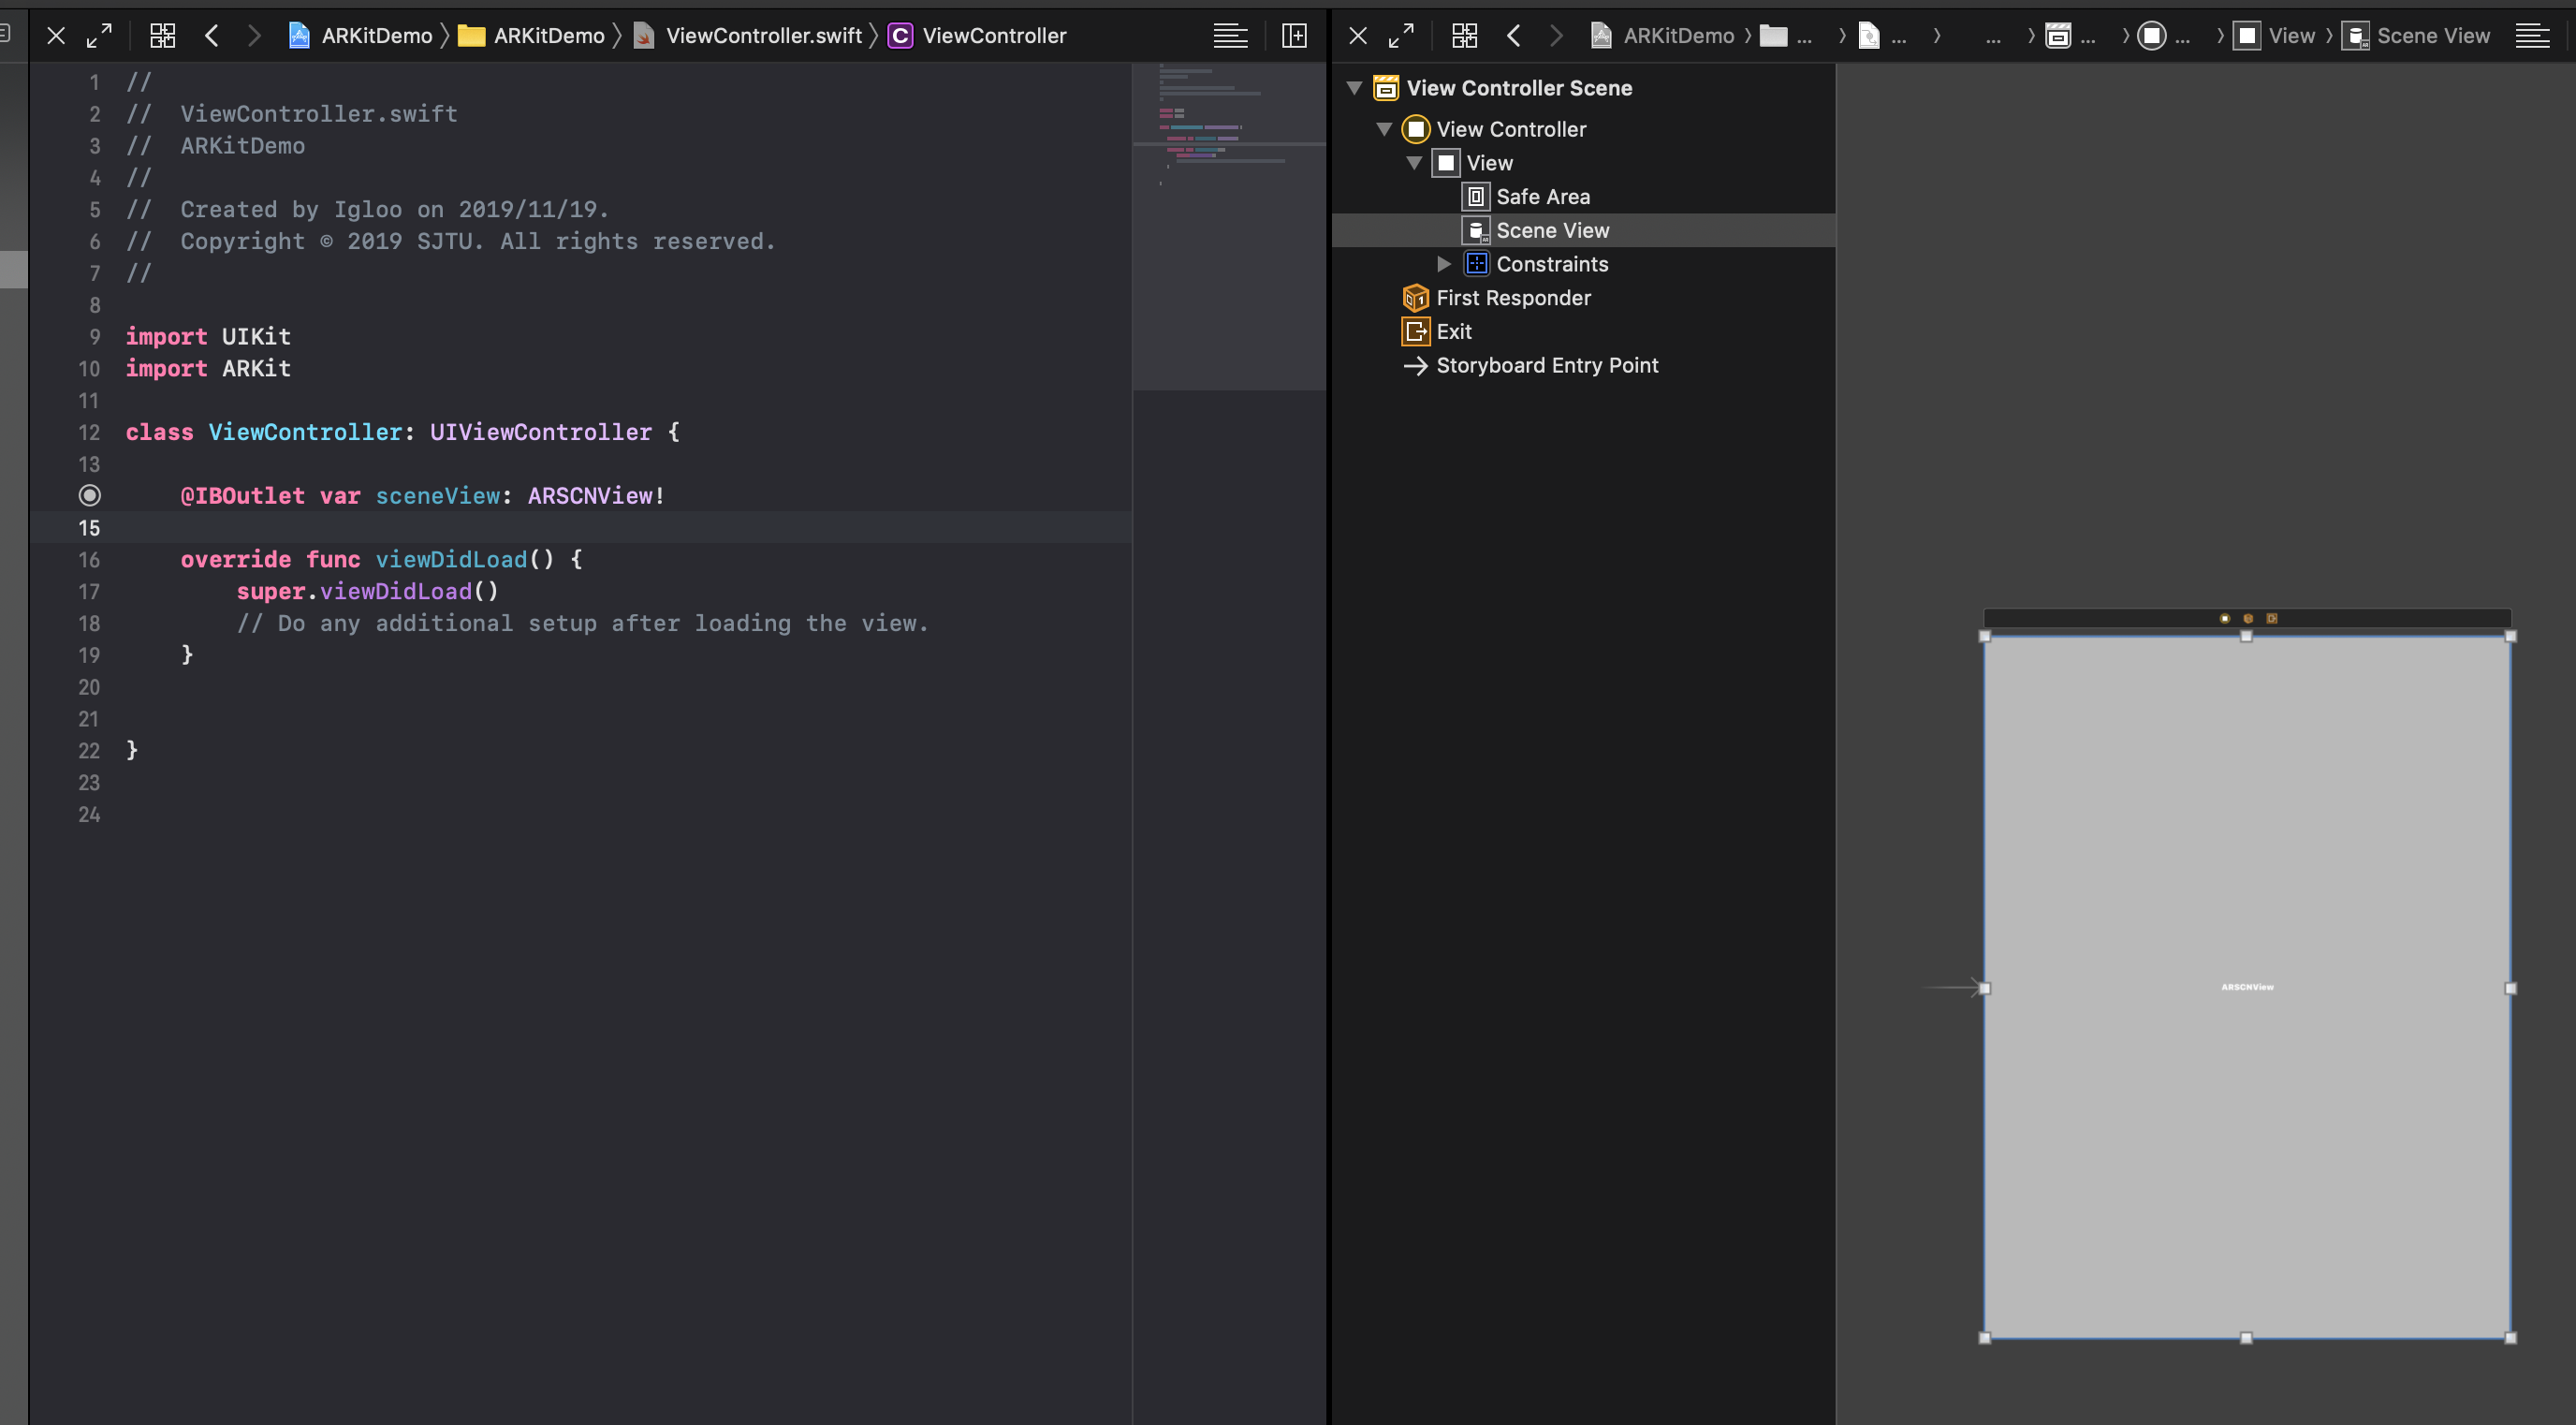 ARKitDemo 〉 ARKitDemo 〉 ViewController.swift 〉 C ViewController
1 //
2 //  ViewController.swift
3 //  ARKitDemo
4 //
5 //  Created by Igloo on 2019/11/19.
6 //  Copyright © 2019 SJTU. All rights reserved.
7 //
8
9 import UIKit
10 import ARKit
11
12 class ViewController: UIViewController {
13
    @IBOutlet var sceneView: ARSCNView!
15
16     override func viewDidLoad() {
17         super.viewDidLoad()
18         // Do any additional setup after loading the view.
19     }
20
21
22 }
23
24
ARKitDemo 〉 ... 〉 ... 〉 ... 〉 ... 〉 ... 〉 View 〉 Scene View
View Controller Scene
View Controller
View
Safe Area
Scene View
Constraints
First Responder
Exit
Storyboard Entry Point
ARSCNView